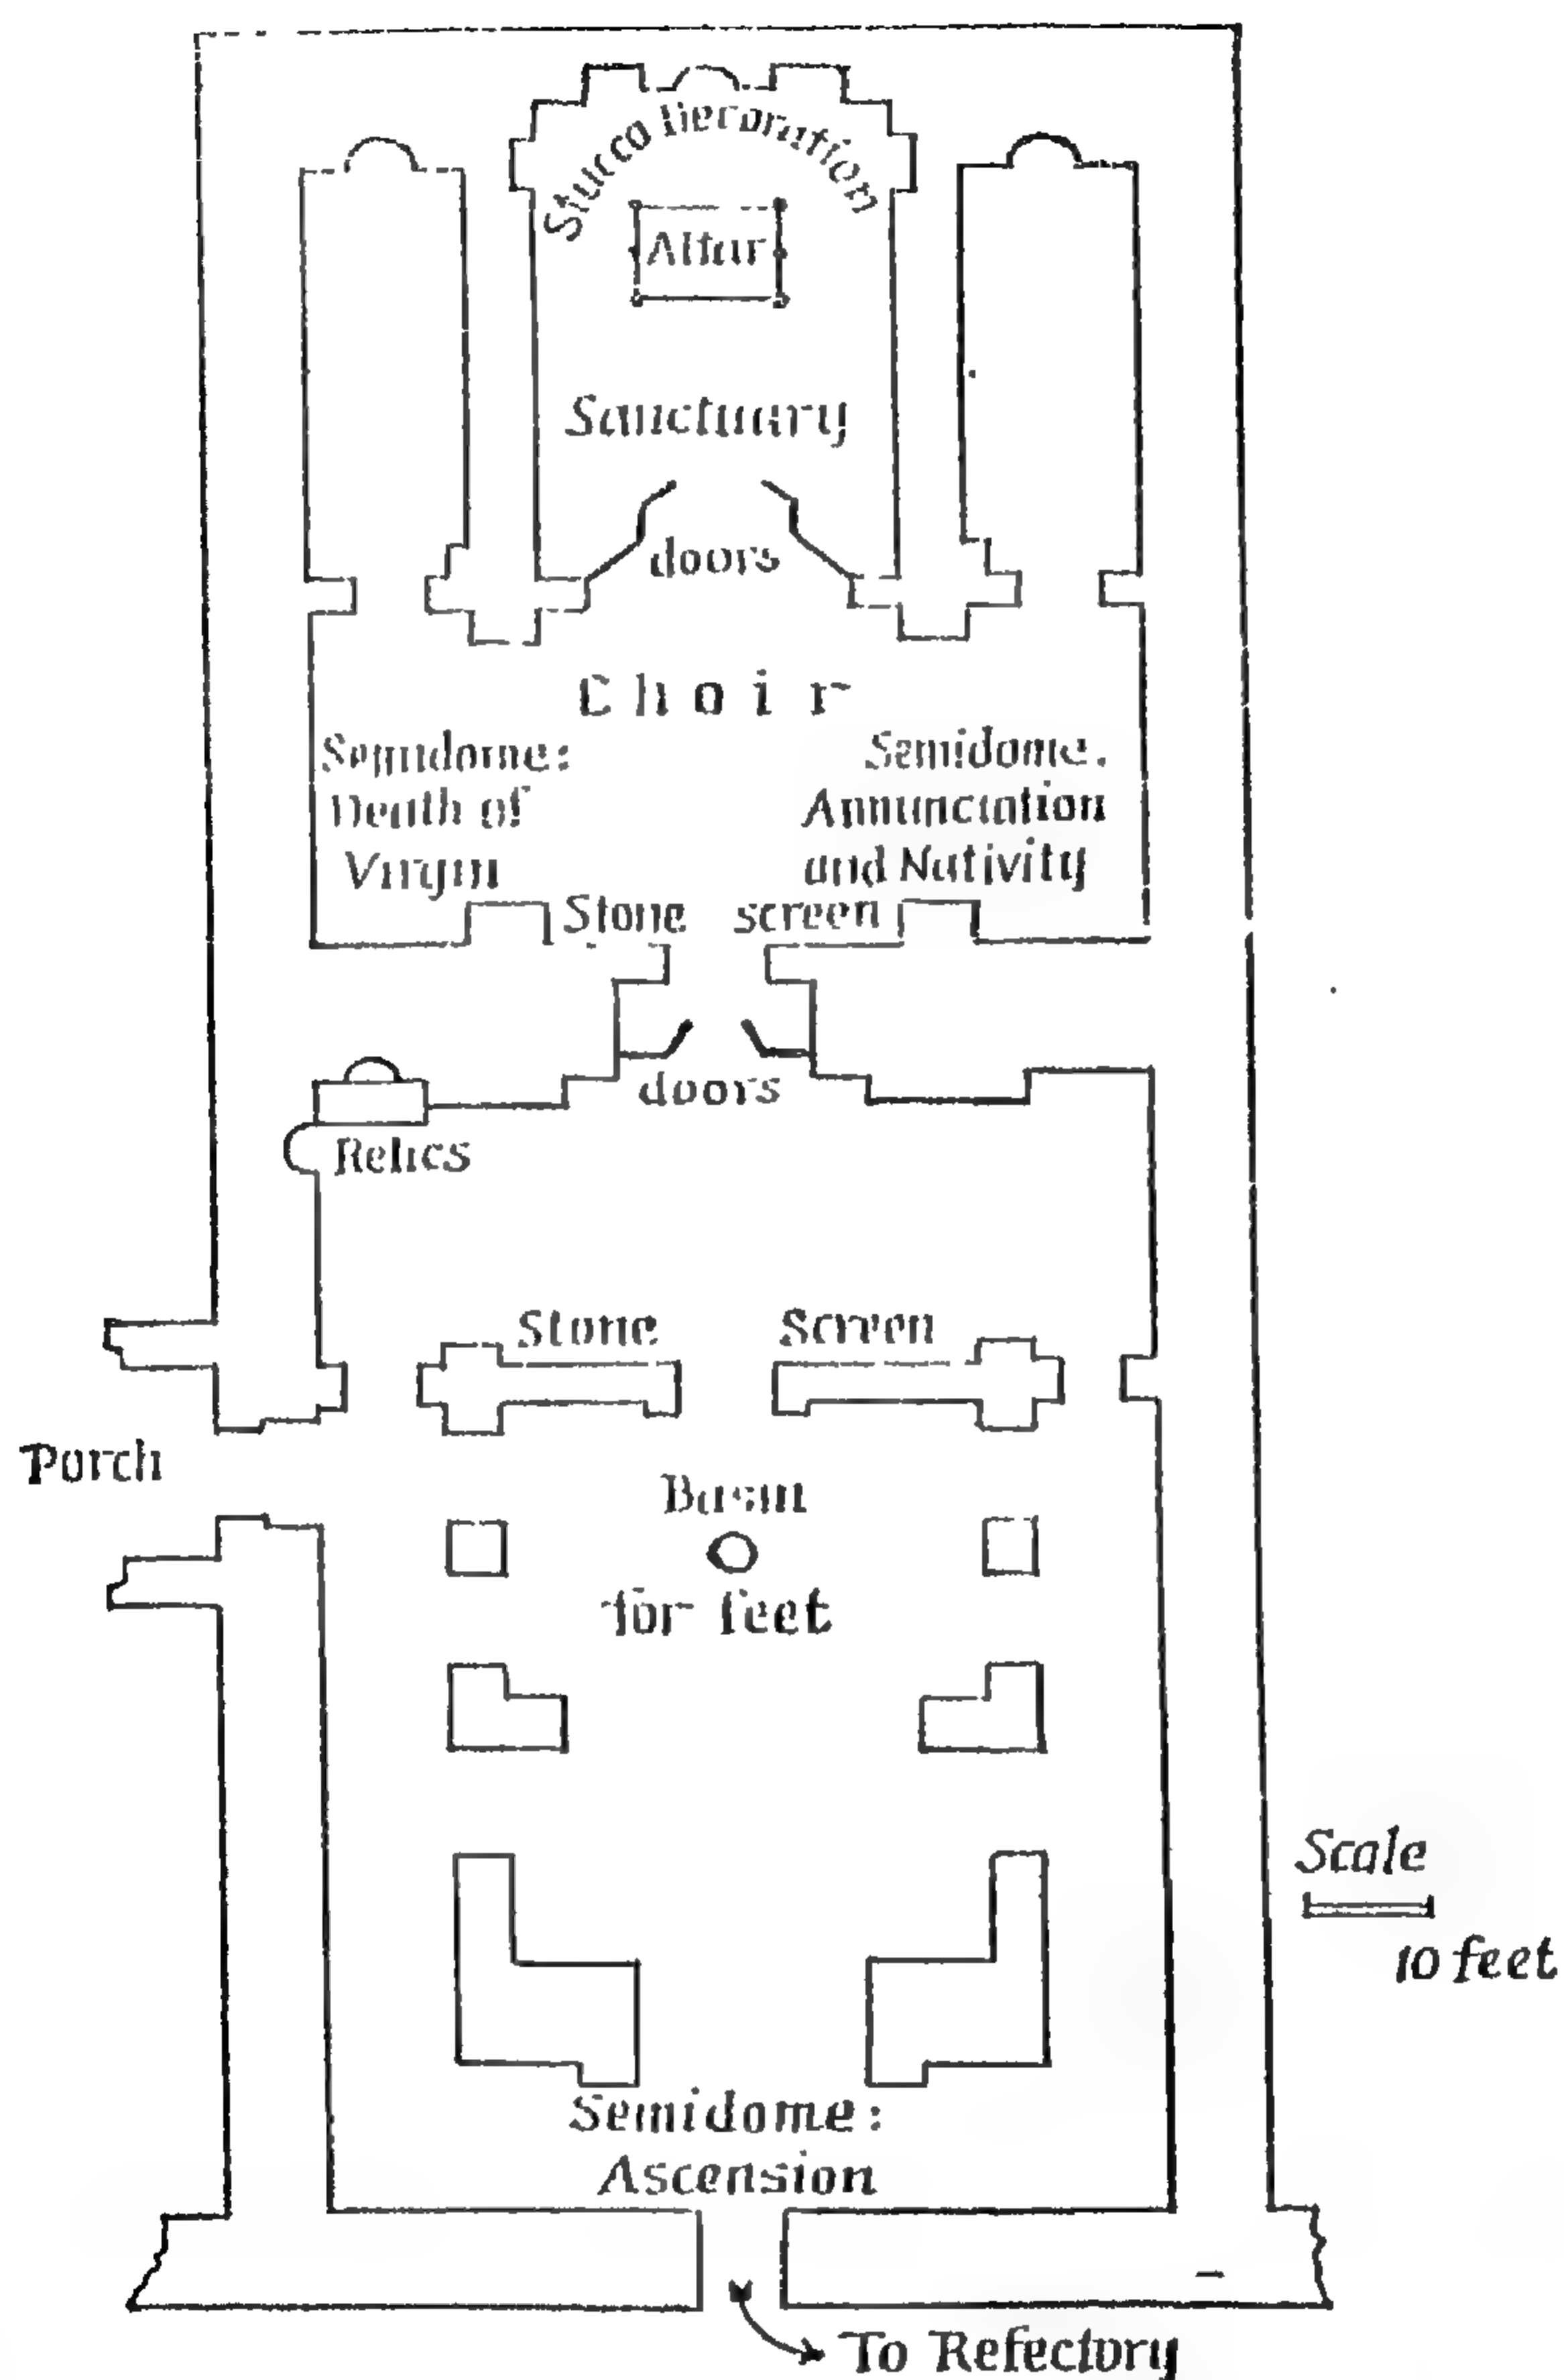 Stucco Decoration
Altar
Sanctuary
doors
Choir
Semidome:
Death of
Virgin
Semidome.
Annunciation
and Nativity
Stone screen
doors
Relics
Stone Screen
Porch
Basin
for feet
Scale
10 feet
Semidome:
Ascension
To Refectory